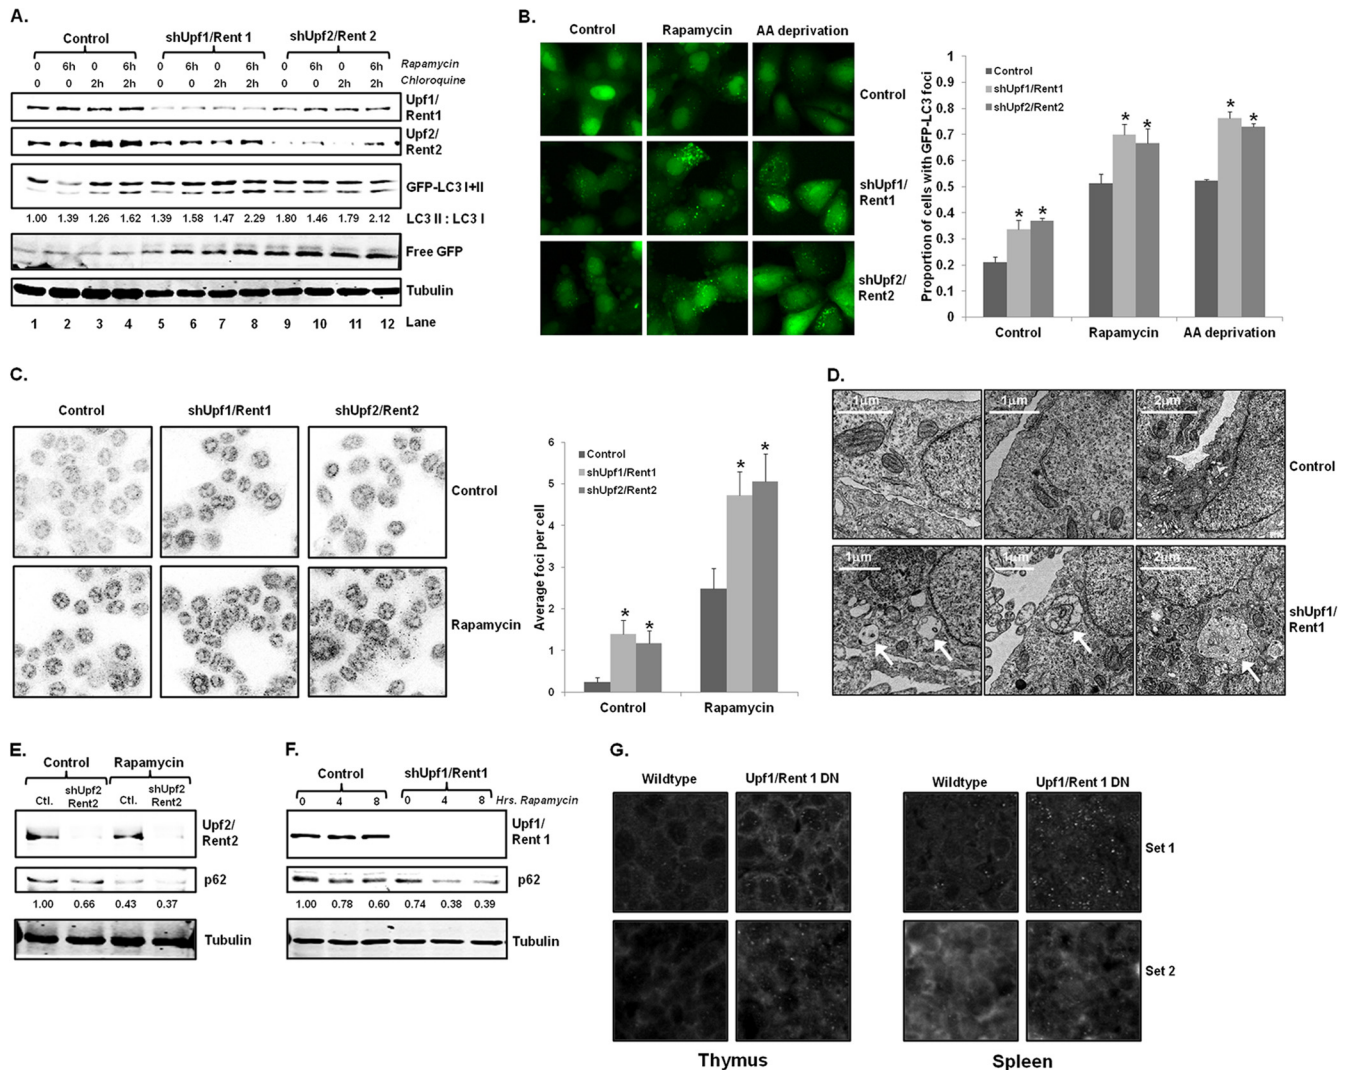 A.
Control shUpf1/Rent 1 shUpf2/Rent 2
0 6h 0 6h 0 6h 0 6h 0 6h 0 6h Rapamycin
0 0 2h 2h 0 0 2h 2h 0 0 2h 2h Chloroquine
Upf1/
Rent1
Upf2/
Rent2
GFP-LC3 I+II
1.00 1.39 1.26 1.62 1.39 1.58 1.47 2.29 1.80 1.46 1.79 2.12 LC3 II : LC3 I
Free GFP
Tubulin
1 2 3 4 5 6 7 8 9 10 11 12 Lane
B.
Control Rapamycin AA deprivation
Control
shUpf1/
Rent1
shUpf2/
Rent2
Proportion of cells with GFP-LC3 foci
1
0.9
0.8
0.7
0.6
0.5
0.4
0.3
0.2
0.1
0
Control
shUpf1/Rent1
shUpf2/Rent2
* * * * * *
Control Rapamycin AA deprivation
C.
Control shUpf1/Rent1 shUpf2/Rent2
Control
Rapamycin
Average foci per cell
6
5
4
3
2
1
0
Control
shUpf1/Rent1
shUpf2/Rent2
* * * *
Control Rapamycin
D.
1µm 1µm 2µm
Control
1µm 1µm 2µm
shUpf1/
Rent1
E.
Control Rapamycin
Ctl. shUpf2 Rent2 Ctl. shUpf2 Rent2
Upf2/
Rent2
p62
1.00 0.66 0.43 0.37
Tubulin
F.
Control shUpf1/Rent1
0 4 8 0 4 8 Hrs. Rapamycin
Upf1/
Rent 1
p62
1.00 0.78 0.60 0.74 0.38 0.39
Tubulin
G.
Wildtype Upf1/Rent 1 DN Wildtype Upf1/Rent 1 DN
Set 1
Set 2
Thymus Spleen